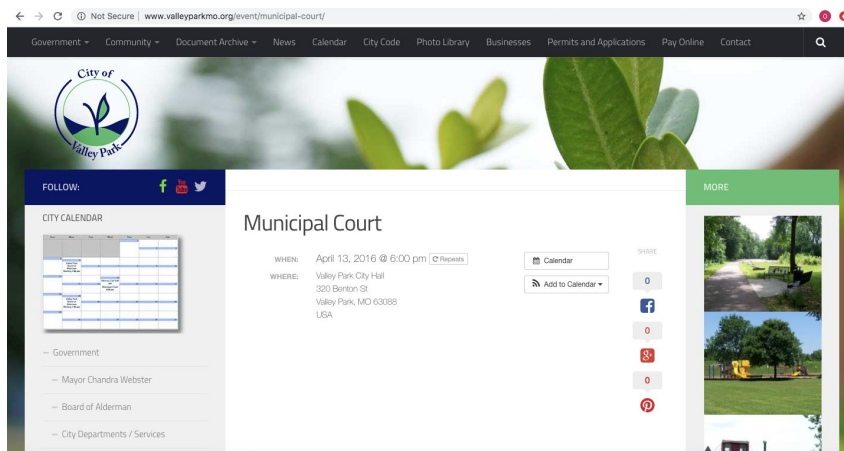 Not Secure | www.valleyparkmo.org/event/municipal-court/
Government Community Document Archive News Calendar City Code Photo Library Businesses Permits and Applications Pay Online Contact
City of
Valley Park
FOLLOW:
You
Tube
MORE
CITY CALENDAR
Municipal Court
WHEN: April 13, 2016 @ 6:00 pm Repeats
WHERE: Valley Park City Hall
320 Benton St
Valley Park, MO 63088
USA
Calendar
Add to Calendar
SHARE
0
0
0
– Government
– Mayor Chandra Webster
– Board of Alderman
– City Departments / Services